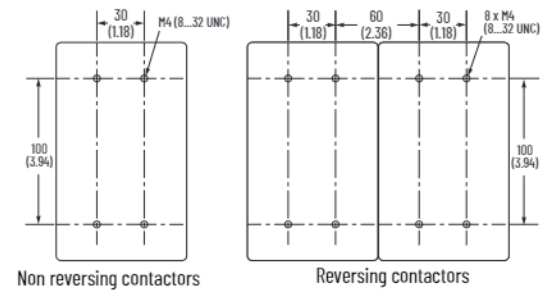 30
(1.18)
M4 (8...32 UNC)
100
(3.94)
Non reversing contactors
30
(1.18)
60
(2.36)
30
(1.18)
8 x M4
(8...32 UNC)
100
(3.94)
Reversing contactors